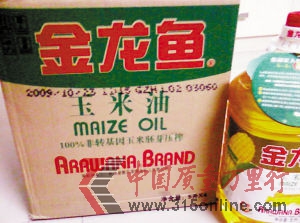 金龙鱼
2009.10.23
玉米油
MAIZE OIL
100%非转基因玉米胚芽压榨
ARAWANA BRAND
金龙
中国质量万里行
www.315online.com